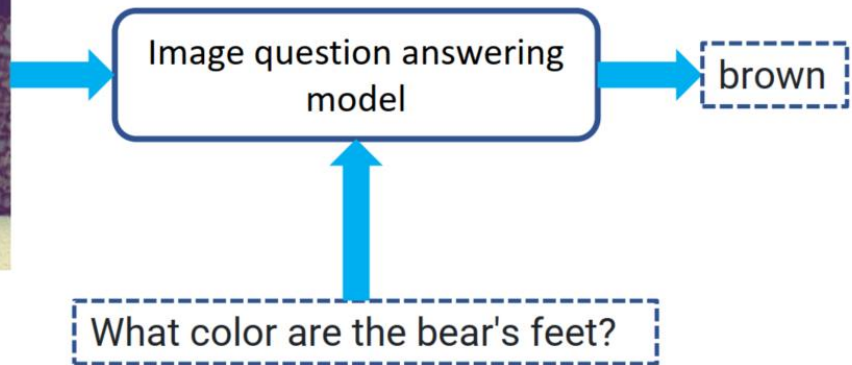 Image question answering
model
brown
What color are the bear's feet?